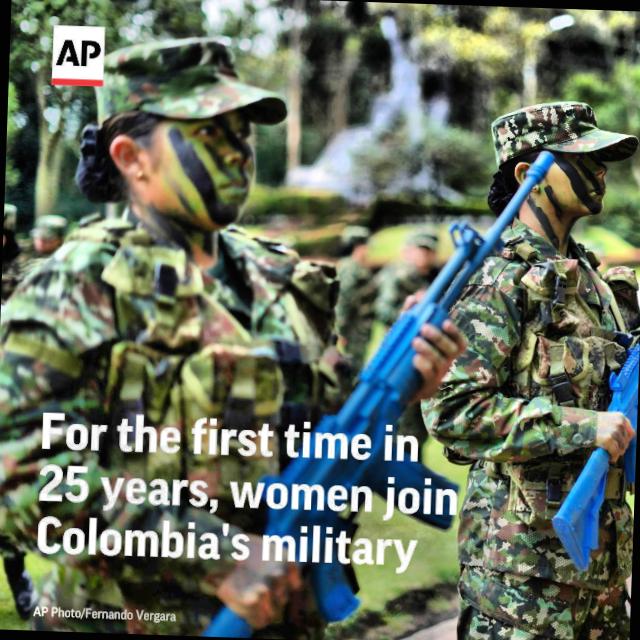 AP
For the first time in
25 years, women join
Colombia's military
AP Photo/Fernando Vergara